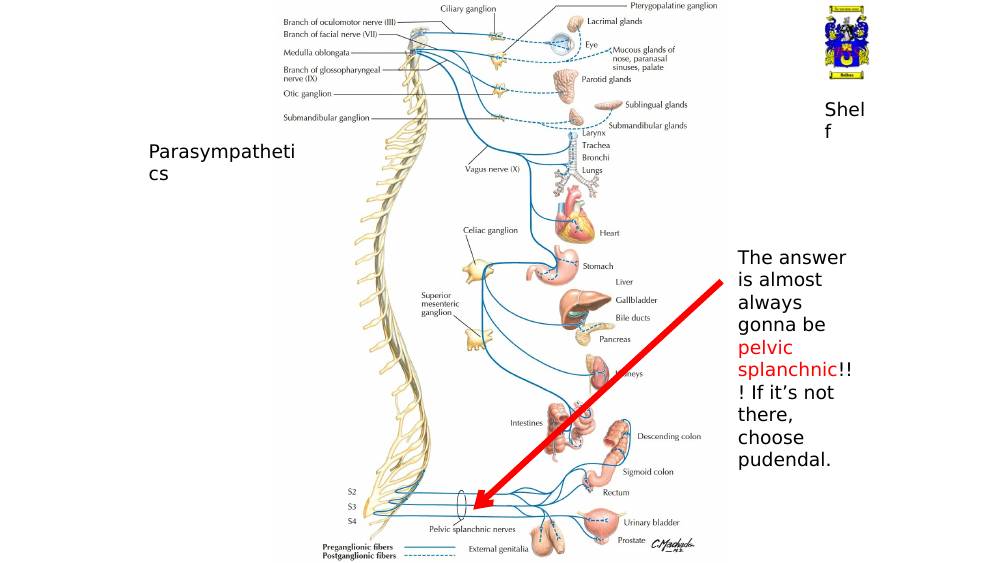 Ciliary ganglion
Pterygopalatine ganglion
Branch of oculomotor nerve (III)
Lacrimal glands
Branch of facial nerve (VII)
Eye
Medulla oblongata
Mucous glands of
nose, paranasal
sinuses, palate
Branch of glossopharyngeal
nerve (IX)
Parotid glands
Otic ganglion
Sublingual glands
Submandibular ganglion
Submandibular glands
Larynx
Trachea
Bronchi
Lungs
Vagus nerve (X)
Shel
f
Parasympatheti
cs
Heart
Celiac ganglion
Stomach
Liver
Superior
mesenteric
ganglion
Gallbladder
Bile ducts
Pancreas
The answer
is almost
always
gonna be
pelvic
splanchnic!!
! If it’s not
there,
choose
pudendal.
Intestines
Descending colon
Sigmoid colon
Rectum
S2
S3
S4
Pelvic splanchnic nerves
Urinary bladder
Prostate
External genitalia
Preganglionic fibers
Postganglionic fibers